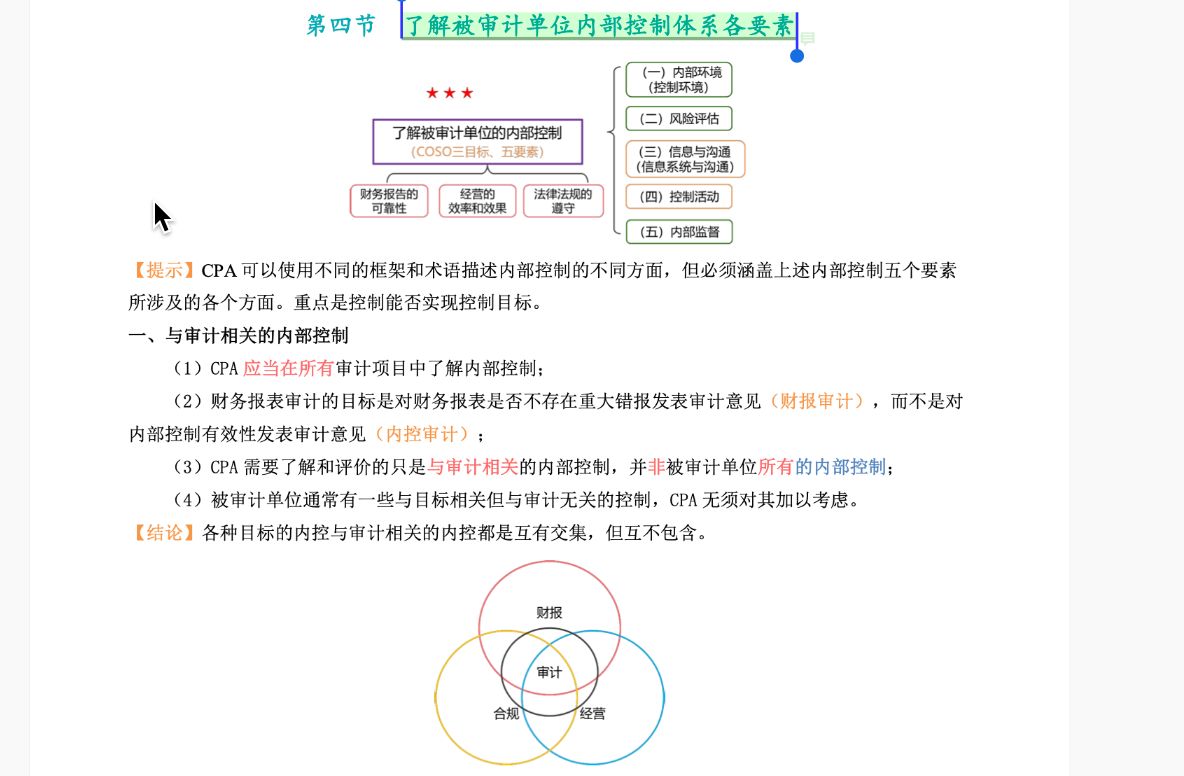 第四节 了解被审计单位内部控制体系各要素
★★★
了解被审计单位的内部控制
（COSO三目标、五要素）
财务报告的
可靠性
经营的
效率和效果
法律法规的
遵守
（一）内部环境
（控制环境）
（二）风险评估
（三）信息与沟通
（信息系统与沟通）
（四）控制活动
（五）内部监督
【提示】CPA 可以使用不同的框架和术语描述内部控制的不同方面，但必须涵盖上述内部控制五个要素
所涉及的各个方面。重点是控制能否实现控制目标。
一、与审计相关的内部控制
（1）CPA 应当在所有审计项目中了解内部控制；
（2）财务报表审计的目标是对财务报表是否不存在重大错报发表审计意见（财报审计），而不是对
内部控制有效性发表审计意见（内控审计）；
（3）CPA 需要了解和评价的只是与审计相关的内部控制，并非被审计单位所有的内部控制；
（4）被审计单位通常有一些与目标相关但与审计无关的控制，CPA 无须对其加以考虑。
【结论】各种目标的内控与审计相关的内控都是互有交集，但互不包含。
财报
审计
合规
经营